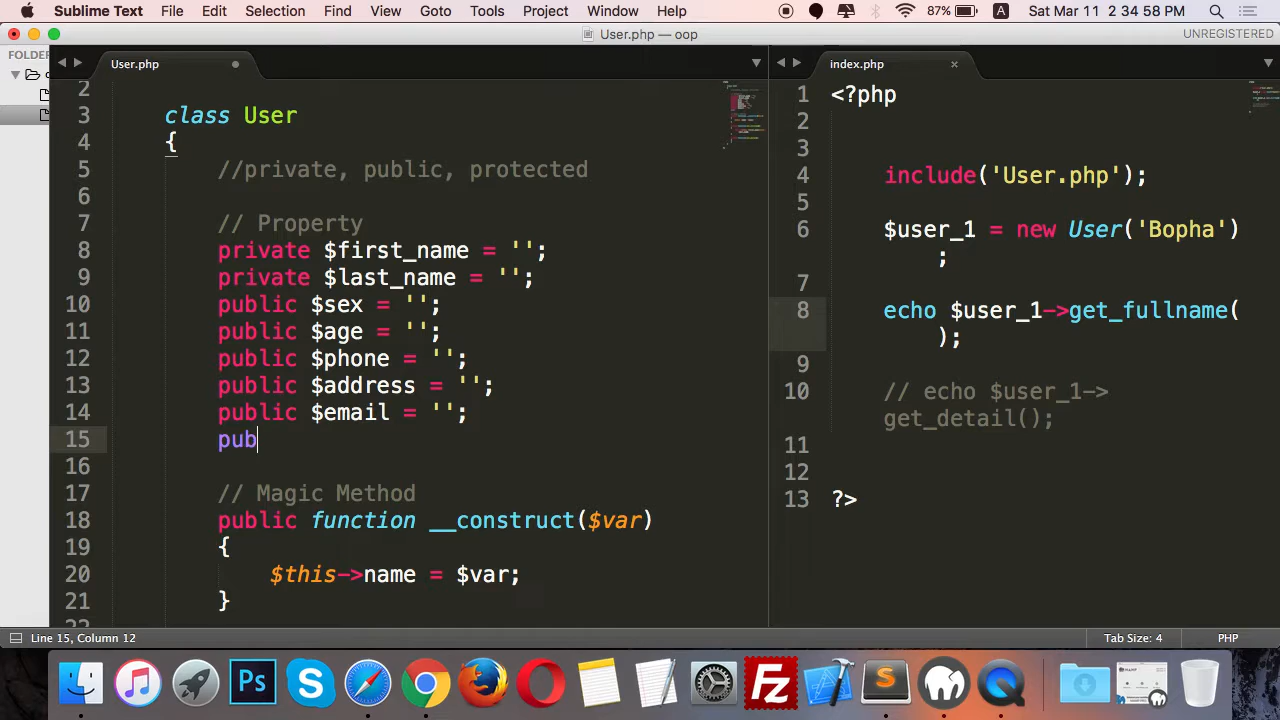 Sublime Text File Edit Selection Find View Goto Tools Project Window Help 87% A Sat Mar 11 2 34 58 PM
User.php — oop UNREGISTERED
FOLDER
User.php
2
3 class User
4 {
5 //private, public, protected
6
7 // Property
8 private $first_name = '';
9 private $last_name = '';
10 public $sex = '';
11 public $age = '';
12 public $phone = '';
13 public $address = '';
14 public $email = '';
15 pub
16
17 // Magic Method
18 public function __construct($var)
19 {
20 $this->name = $var;
21 }
index.php
1 <?php
2
3
4 include('User.php');
5
6 $user_1 = new User('Bopha')
;
7
8 echo $user_1->get_fullname(
);
9
10 // echo $user_1->
get_detail();
11
12
13 ?>
Line 15, Column 12 Tab Size: 4 PHP
Ps
S
S
Fz